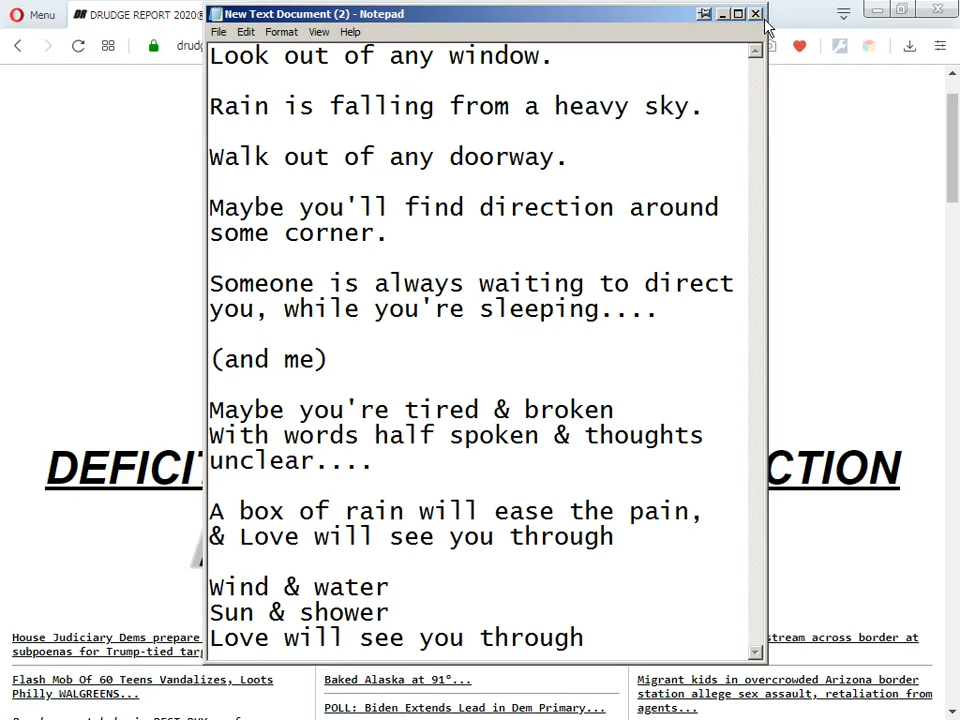 Menu
DR DRUDGE REPORT 2020®
New Text Document (2) - Notepad
File Edit Format View Help
Look out of any window.
Rain is falling from a heavy sky.
Walk out of any doorway.
Maybe you'll find direction around
some corner.
Someone is always waiting to direct
you, while you're sleeping....
(and me)
Maybe you're tired & broken
With words half spoken & thoughts
unclear....
A box of rain will ease the pain,
& Love will see you through
Wind & water
Sun & shower
Love will see you through
DEFICIT
CTION
House Judiciary Dems prepare
subpoenas for Trump-tied targ
Flash Mob Of 60 Teens Vandalizes, Loots
Philly WALGREENS...
Baked Alaska at 91°...
POLL: Biden Extends Lead in Dem Primary...
stream across border at
Migrant kids in overcrowded Arizona border
station allege sex assault, retaliation from
agents...